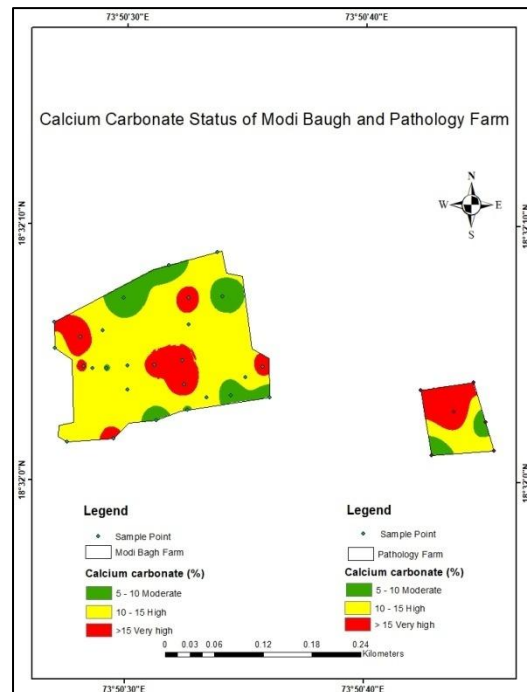 73°50'30"E
73°50'40"E
Calcium Carbonate Status of Modi Baugh and Pathology Farm
N
W E
S
18°32'10"N
18°32'10"N
18°32'0"N
18°32'0"N
Legend
Sample Point
Modi Bagh Farm
Calcium carbonate (%)
5 - 10 Moderate
10 - 15 High
>15 Very high
Legend
Sample Point
Pathology Farm
Calcium carbonate (%)
5 - 10 Moderate
10 - 15 High
> 15 Very high
0 0.03 0.06 0.12 0.18 0.24
Kilometers
73°50'30"E
73°50'40"E